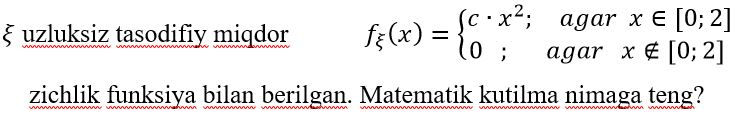 ξ uzluksiz tasodifiy miqdor f_ξ(x) = {c · x²; agar x ∈ [0; 2]
0 ; agar x ∉ [0; 2]
zichlik funksiya bilan berilgan. Matematik kutilma nimaga teng?